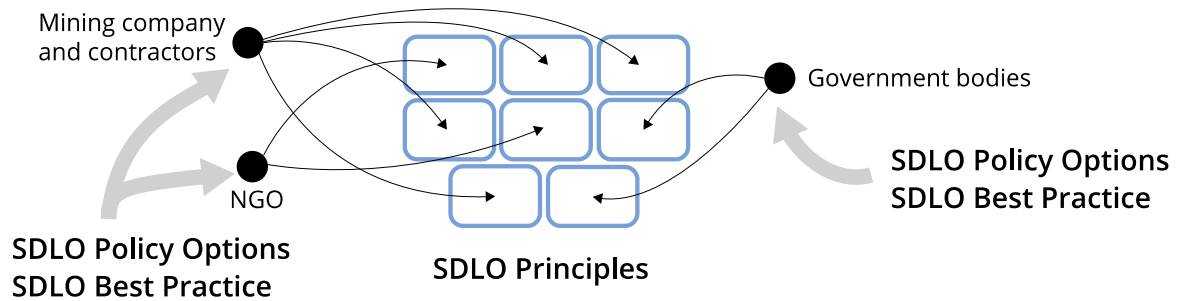 Mining company
and contractors
Government bodies
NGO
SDLO Policy Options
SDLO Best Practice
SDLO Policy Options
SDLO Best Practice
SDLO Principles